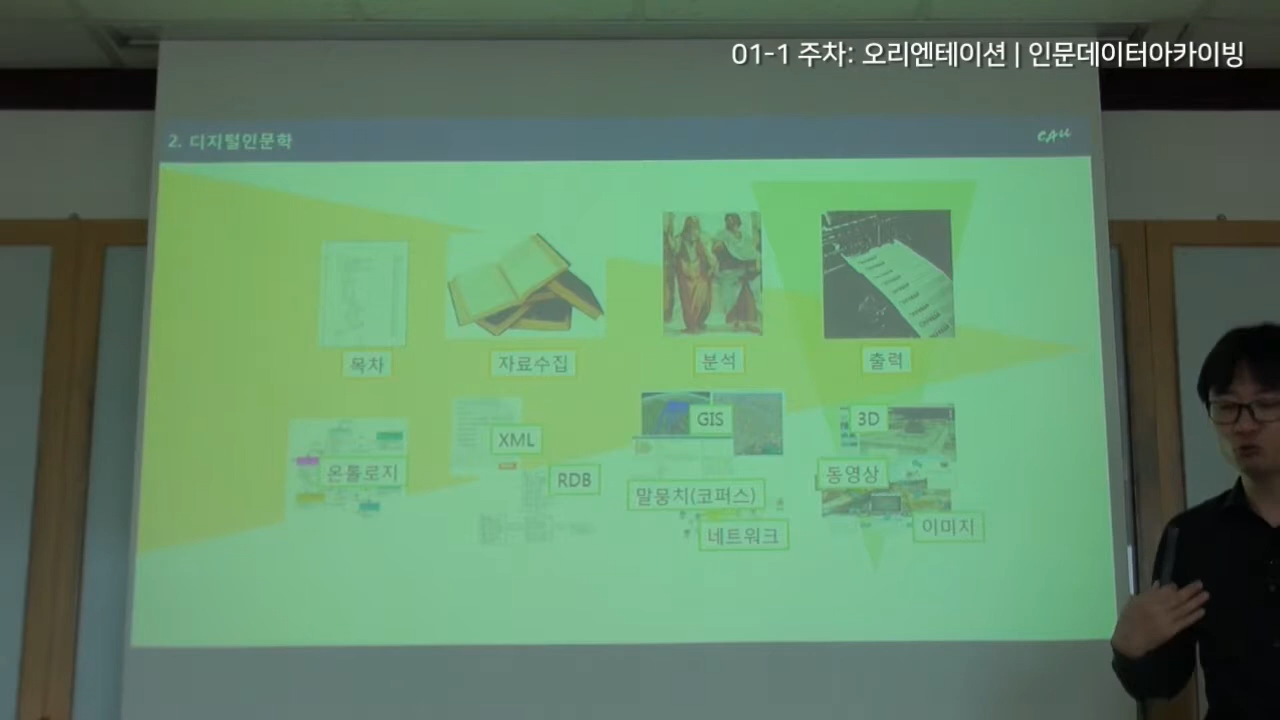 01-1 주차: 오리엔테이션 | 인문데이터아카이빙
2. 디지털인문학
CAU
목차
자료수집
분석
출력
온톨로지
XML
RDB
GIS
말뭉치(코퍼스)
네트워크
3D
동영상
이미지